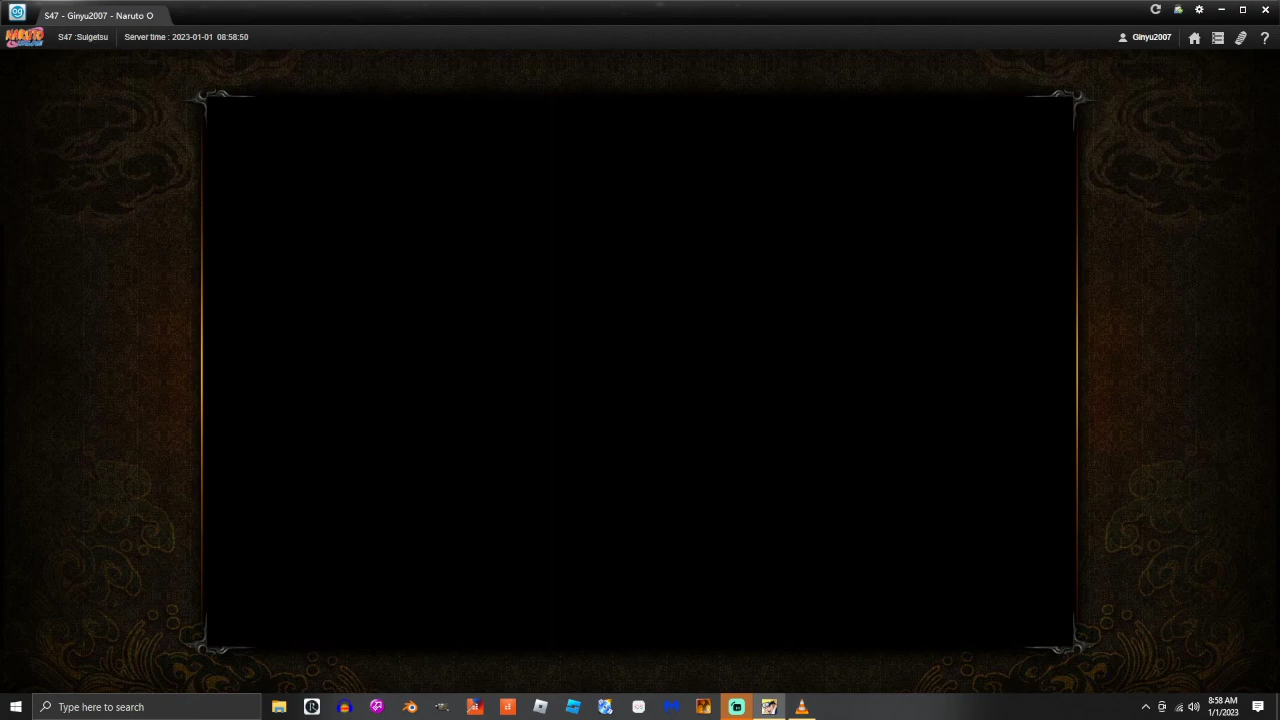 S47 - Ginyu2007 - Naruto O
NARUTO
S47 :Suigetsu
Server time : 2023-01-01 08:58:50
Ginyu2007
Type here to search
8:58 AM
1/1/2023